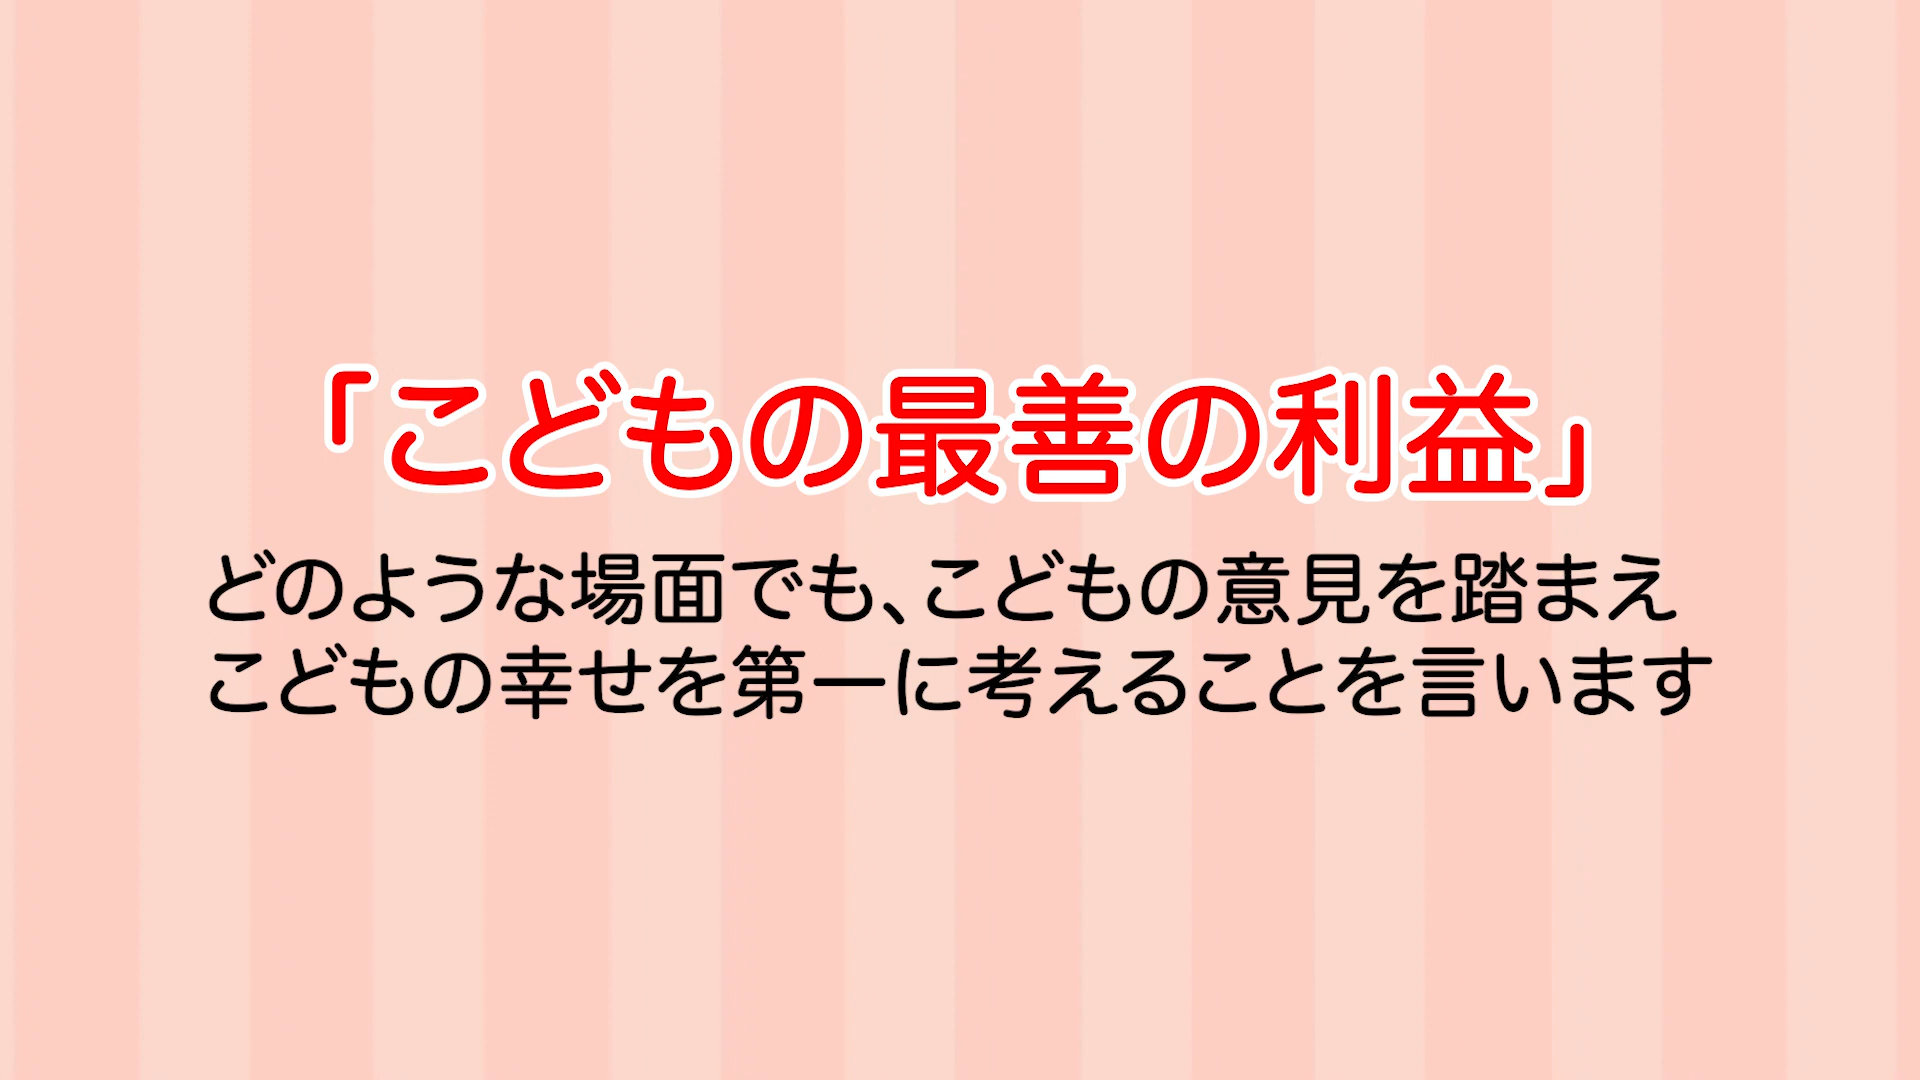 「こどもの最善の利益」
どのような場面でも、こどもの意見を踏まえ
こどもの幸せを第一に考えることを言います